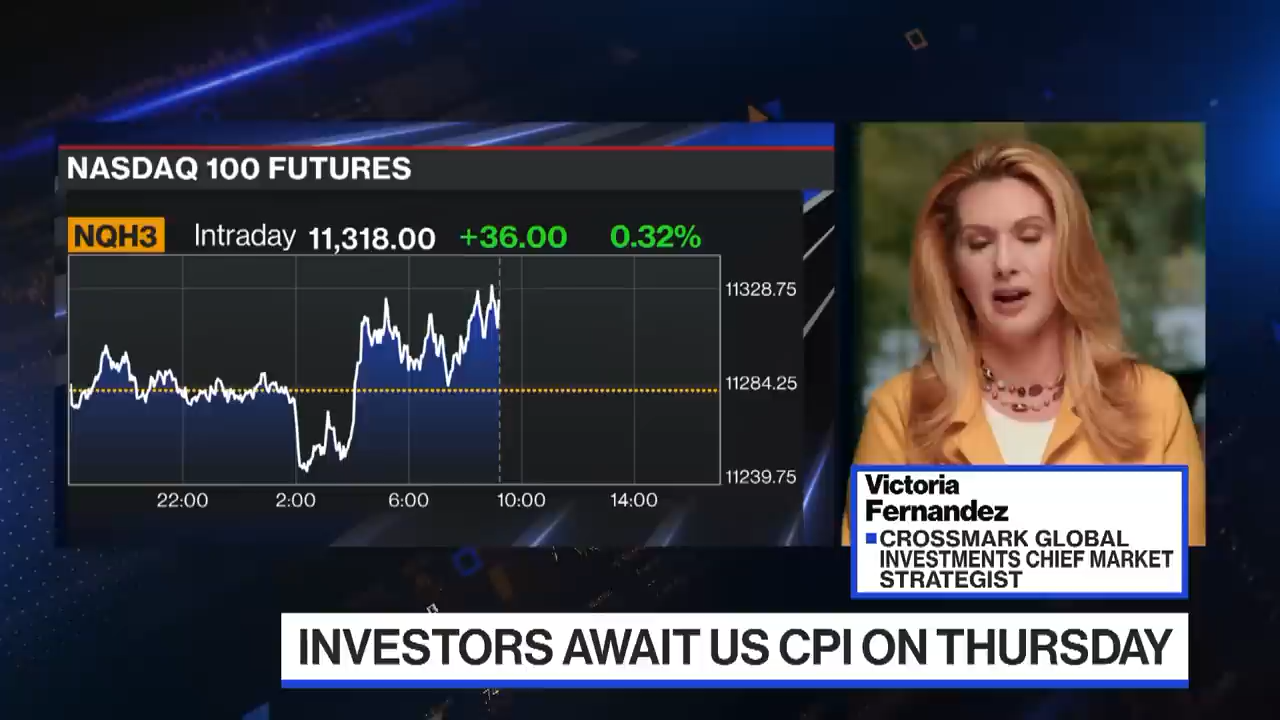 NASDAQ 100 FUTURES
NQH3 Intraday 11,318.00 +36.00 0.32%
11328.75
11284.25
11239.75
22:00 2:00 6:00 10:00 14:00
Victoria
Fernandez
CROSSMARK GLOBAL
INVESTMENTS CHIEF MARKET
STRATEGIST
INVESTORS AWAIT US CPI ON THURSDAY